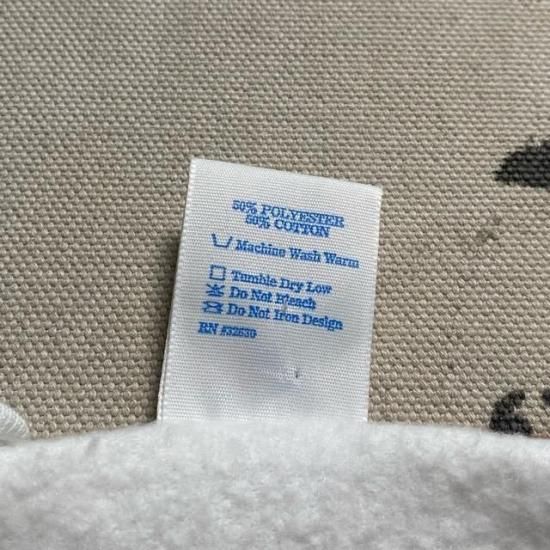 50% POLYESTER
50% COTTON
Machine Wash Warm
Tumble Dry Low
Do Not Bleach
Do Not Iron Design
RN #32630